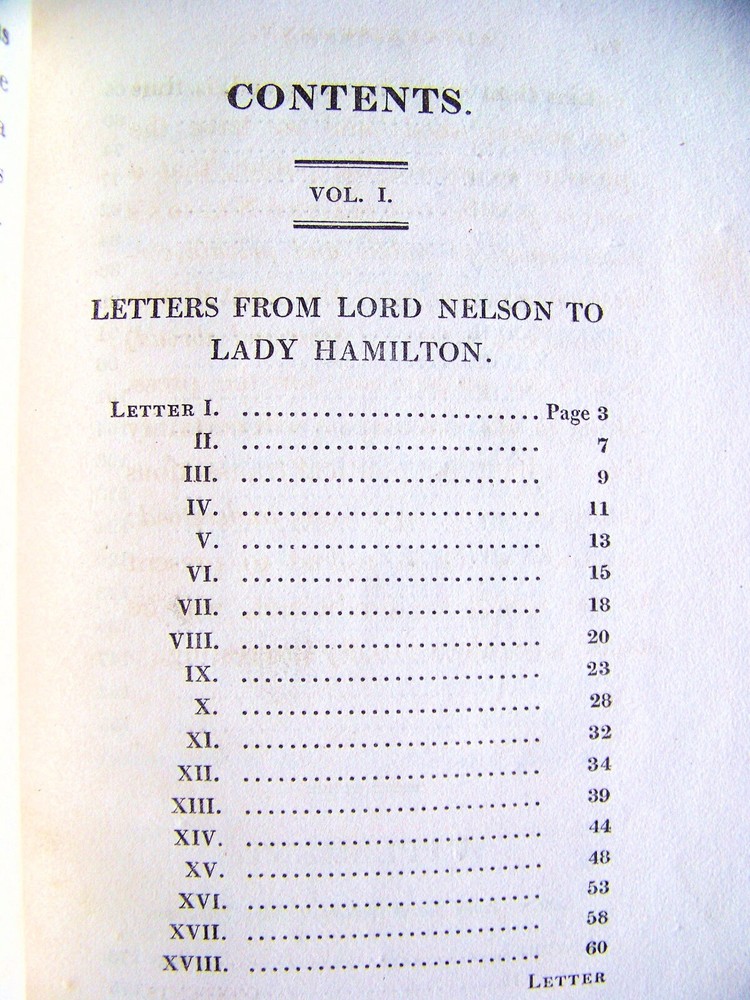 CONTENTS.
VOL. I.
LETTERS FROM LORD NELSON TO
LADY HAMILTON.
LETTER I. .......................... Page 3
II. .......................... 7
III. .......................... 9
IV. .......................... 11
V. .......................... 13
VI. .......................... 15
VII. .......................... 18
VIII. .......................... 20
IX. .......................... 23
X. .......................... 28
XI. .......................... 32
XII. .......................... 34
XIII. .......................... 39
XIV. .......................... 44
XV. .......................... 48
XVI. .......................... 53
XVII. .......................... 58
XVIII. .......................... 60
LETTER